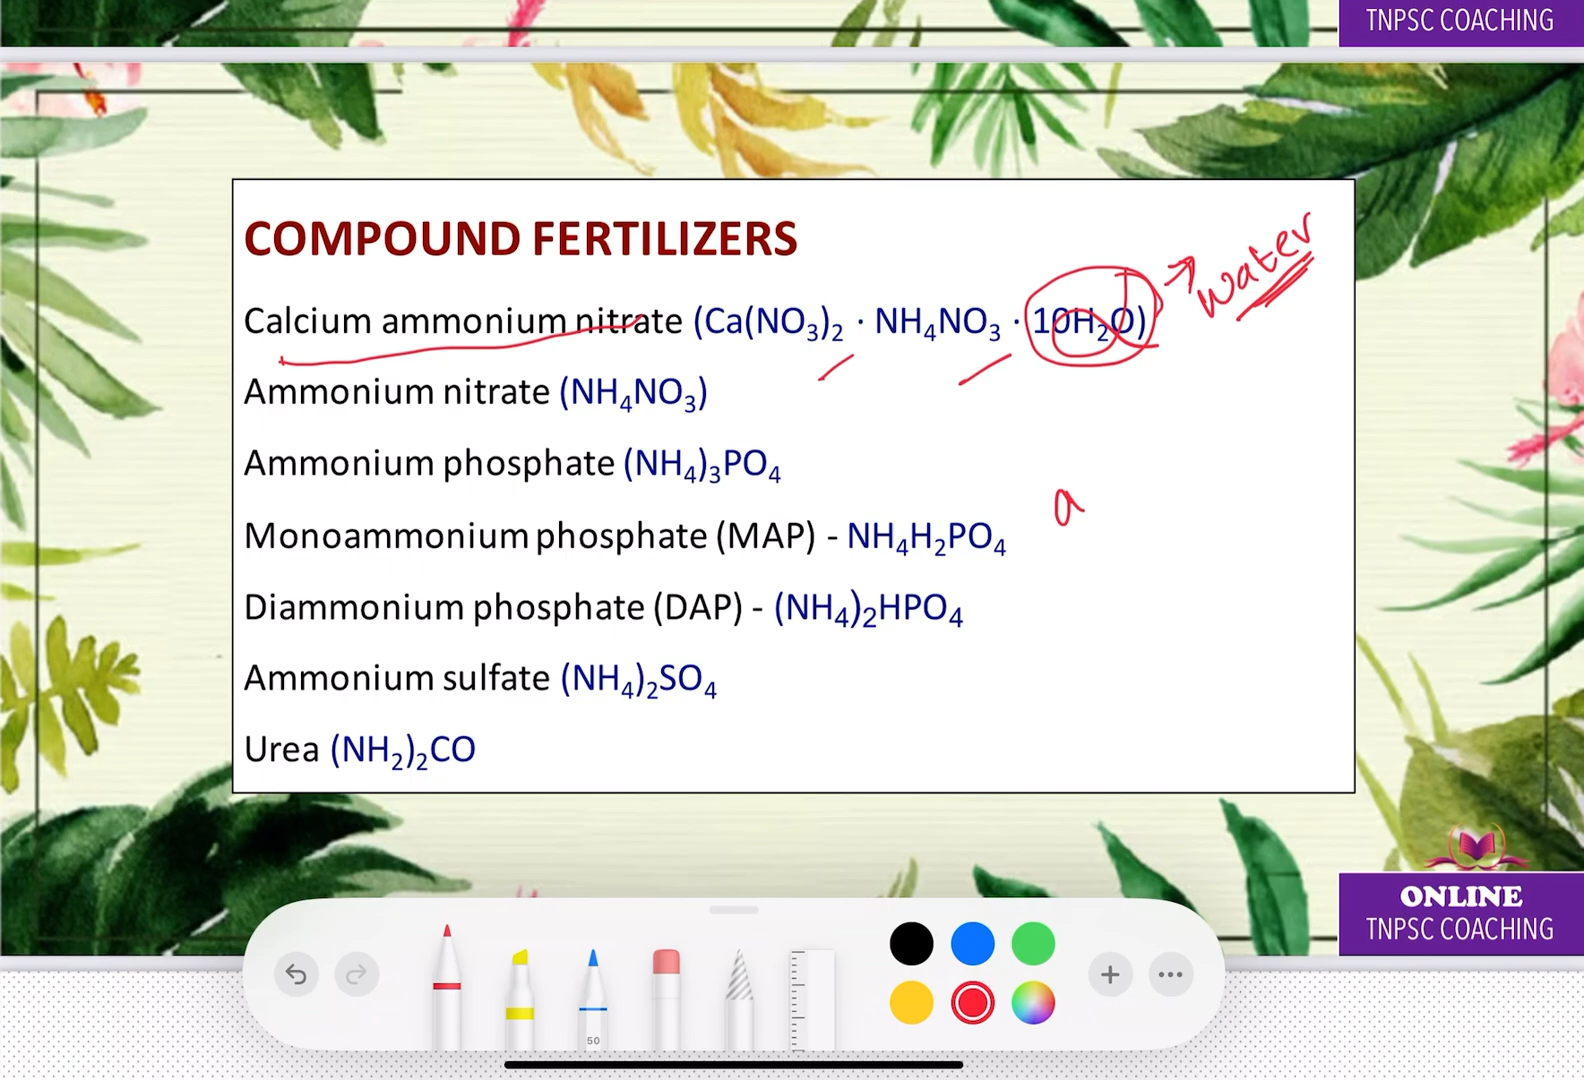 TNPSC COACHING
COMPOUND FERTILIZERS
Calcium ammonium nitrate (Ca(NO₃)₂ · NH₄NO₃ · 10H₂O)
water
Ammonium nitrate (NH₄NO₃)
Ammonium phosphate (NH₄)₃PO₄
a
Monoammonium phosphate (MAP) - NH₄H₂PO₄
Diammonium phosphate (DAP) - (NH₄)₂HPO₄
Ammonium sulfate (NH₄)₂SO₄
Urea (NH₂)₂CO
ONLINE
TNPSC COACHING
50